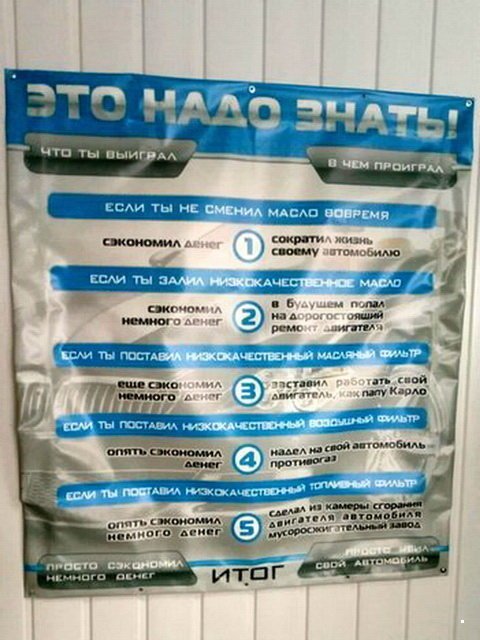 ЭТО НАДО ЗНАТЬ!
ЧТО ТЫ ВЫИГРАЛ
В ЧЕМ ПРОИГРАЛ
ЕСЛИ ТЫ НЕ СМЕНИЛ МАСЛО ВОВРЕМЯ
сэкономил денег
1
сократил жизнь
своему автомобилю
ЕСЛИ ТЫ ЗАЛИЛ НИЗКОКАЧЕСТВЕННОЕ МАСЛО
сэкономил
немного денег
2
в будущем попал
на дорогостоящий
ремонт двигателя
ЕСЛИ ТЫ ПОСТАВИЛ НИЗКОКАЧЕСТВЕННЫЙ МАСЛЯНЫЙ ФИЛЬТР
еще сэкономил
немного денег
3
заставил работать свой
двигатель, как папу Карло
ЕСЛИ ТЫ ПОСТАВИЛ НИЗКОКАЧЕСТВЕННЫЙ ВОЗДУШНЫЙ ФИЛЬТР
опять сэкономил
денег
4
надел на свой автомобиль
противогаз
ЕСЛИ ТЫ ПОСТАВИЛ НИЗКОКАЧЕСТВЕННЫЙ ТОПЛИВНЫЙ ФИЛЬТР
опять сэкономил
немного денег
5
сделал из камеры сгорания
двигателя автомобиля
мусоросжигательный завод
ПРОСТО СЭКОНОМИЛ
НЕМНОГО ДЕНЕГ
ИТОГ
ПРОСТО УБИЛ
СВОЙ АВТОМОБИЛЬ